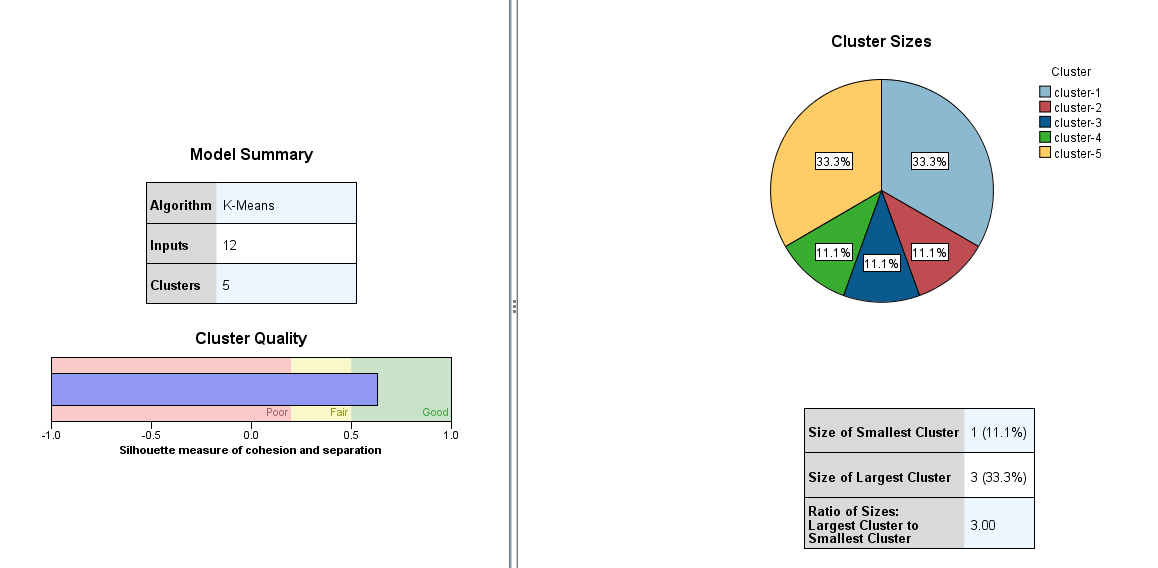 Model Summary
Algorithm K-Means
Inputs 12
Clusters 5
Cluster Quality
Poor Fair Good
-1.0 -0.5 0.0 0.5 1.0
Silhouette measure of cohesion and separation
Cluster Sizes
Cluster
cluster-1
cluster-2
cluster-3
cluster-4
cluster-5
33.3% 33.3%
11.1% 11.1% 11.1%
Size of Smallest Cluster 1 (11.1%)
Size of Largest Cluster 3 (33.3%)
Ratio of Sizes:
Largest Cluster to 3.00
Smallest Cluster